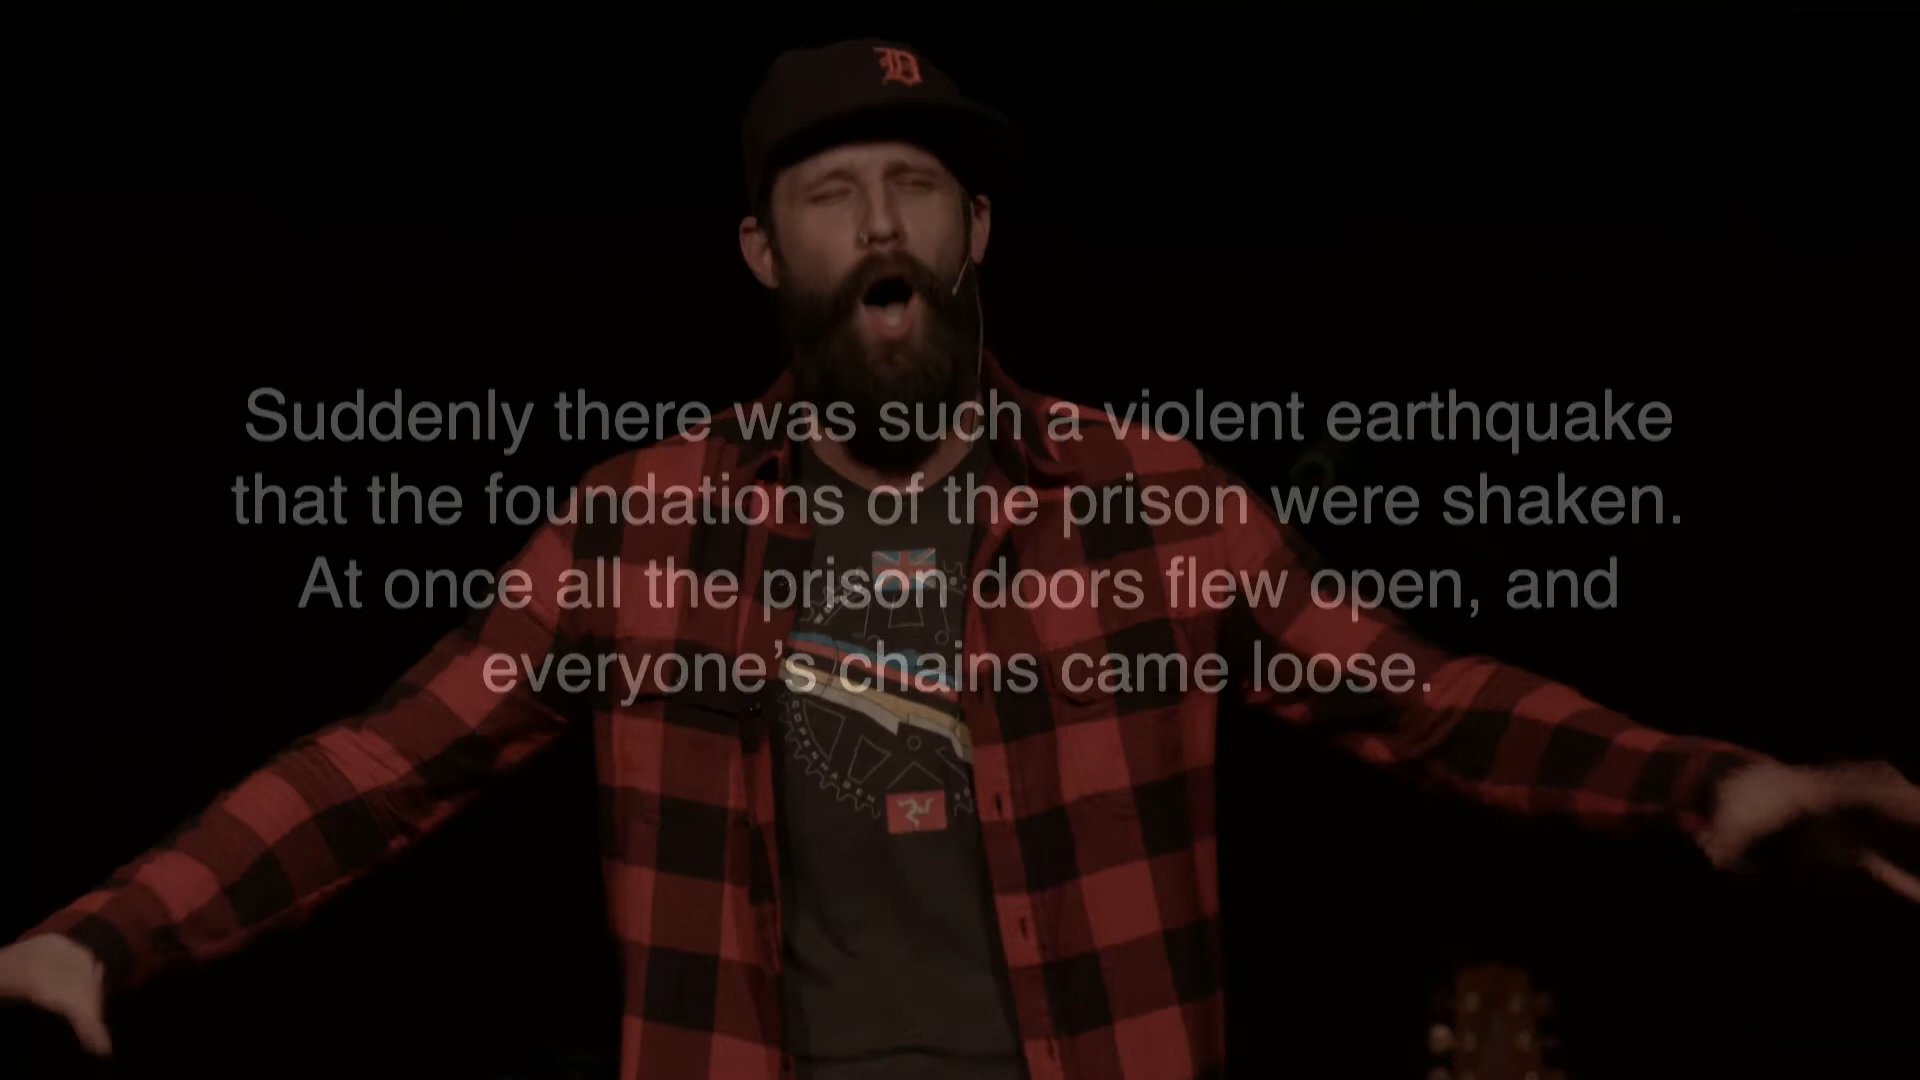 D
Suddenly there was such a violent earthquake
that the foundations of the prison were shaken.
At once all the prison doors flew open, and
everyone’s chains came loose.
COPENHAGEN